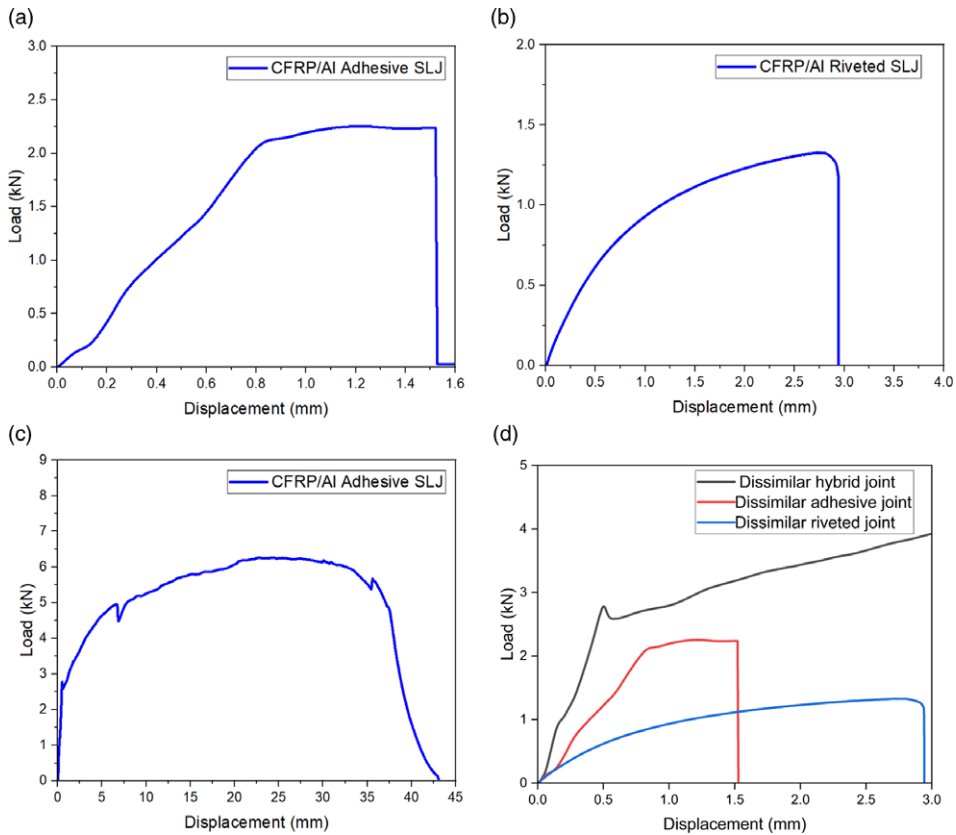 (a)
3.0
2.5
2.0
1.5
1.0
0.5
0.0
Load (kN)
CFRP/Al Adhesive SLJ
0.0 0.2 0.4 0.6 0.8 1.0 1.2 1.4 1.6
Displacement (mm)
(b)
2.0
1.5
1.0
0.5
0.0
Load (kN)
CFRP/Al Riveted SLJ
0.0 0.5 1.0 1.5 2.0 2.5 3.0 3.5 4.0
Displacement (mm)
(c)
9
8
7
6
5
4
3
2
1
0
Load (kN)
CFRP/Al Adhesive SLJ
0 5 10 15 20 25 30 35 40 45
Displacement (mm)
(d)
5
4
3
2
1
0
Load (kN)
Dissimilar hybrid joint
Dissimilar adhesive joint
Dissimilar riveted joint
0.0 0.5 1.0 1.5 2.0 2.5 3.0
Displacement (mm)